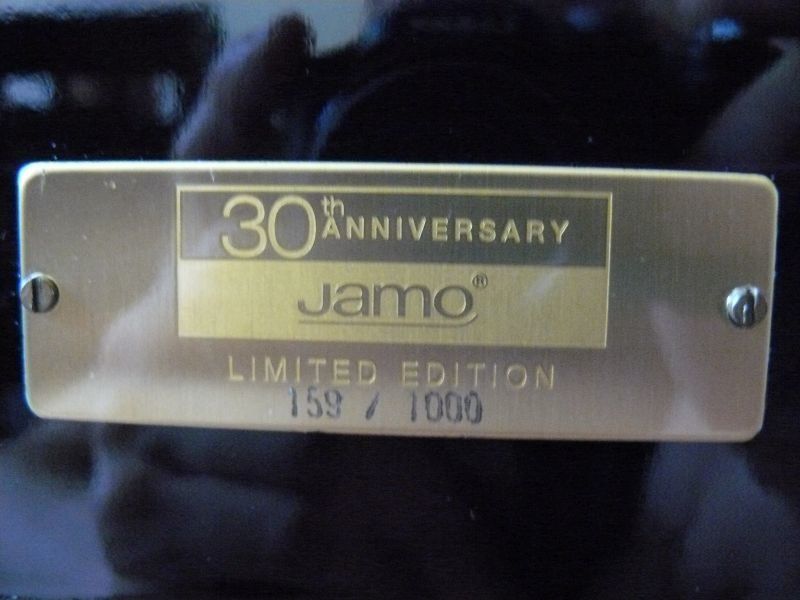 30th ANNIVERSARY
Jamo®
LIMITED EDITION
159 / 1000